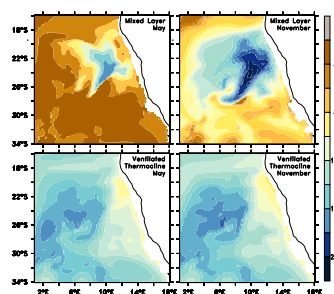 Mixed Layer
May
Mixed Layer
November
18°S
22°S
26°S
30°S
34°S
Ventilated
Thermocline
May
Ventilated
Thermocline
November
18°S
22°S
26°S
30°S
34°S
2°E 6°E 10°E 14°E 18°E
2°E 6°E 10°E 14°E